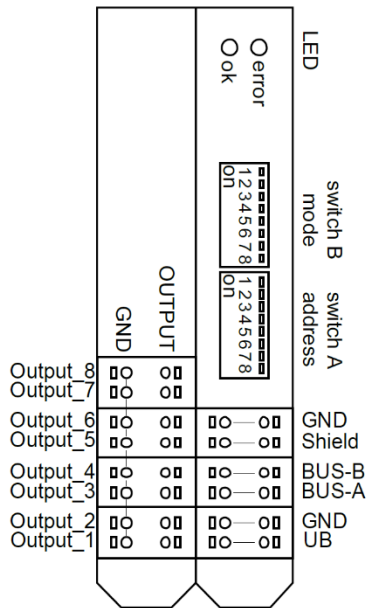 LED
error
ok
switch B
mode
12345678
on
switch A
address
12345678
on
OUTPUT
GND
Output_8
Output_7
Output_6
Output_5
Output_4
Output_3
Output_2
Output_1
GND
Shield
BUS-B
BUS-A
GND
UB